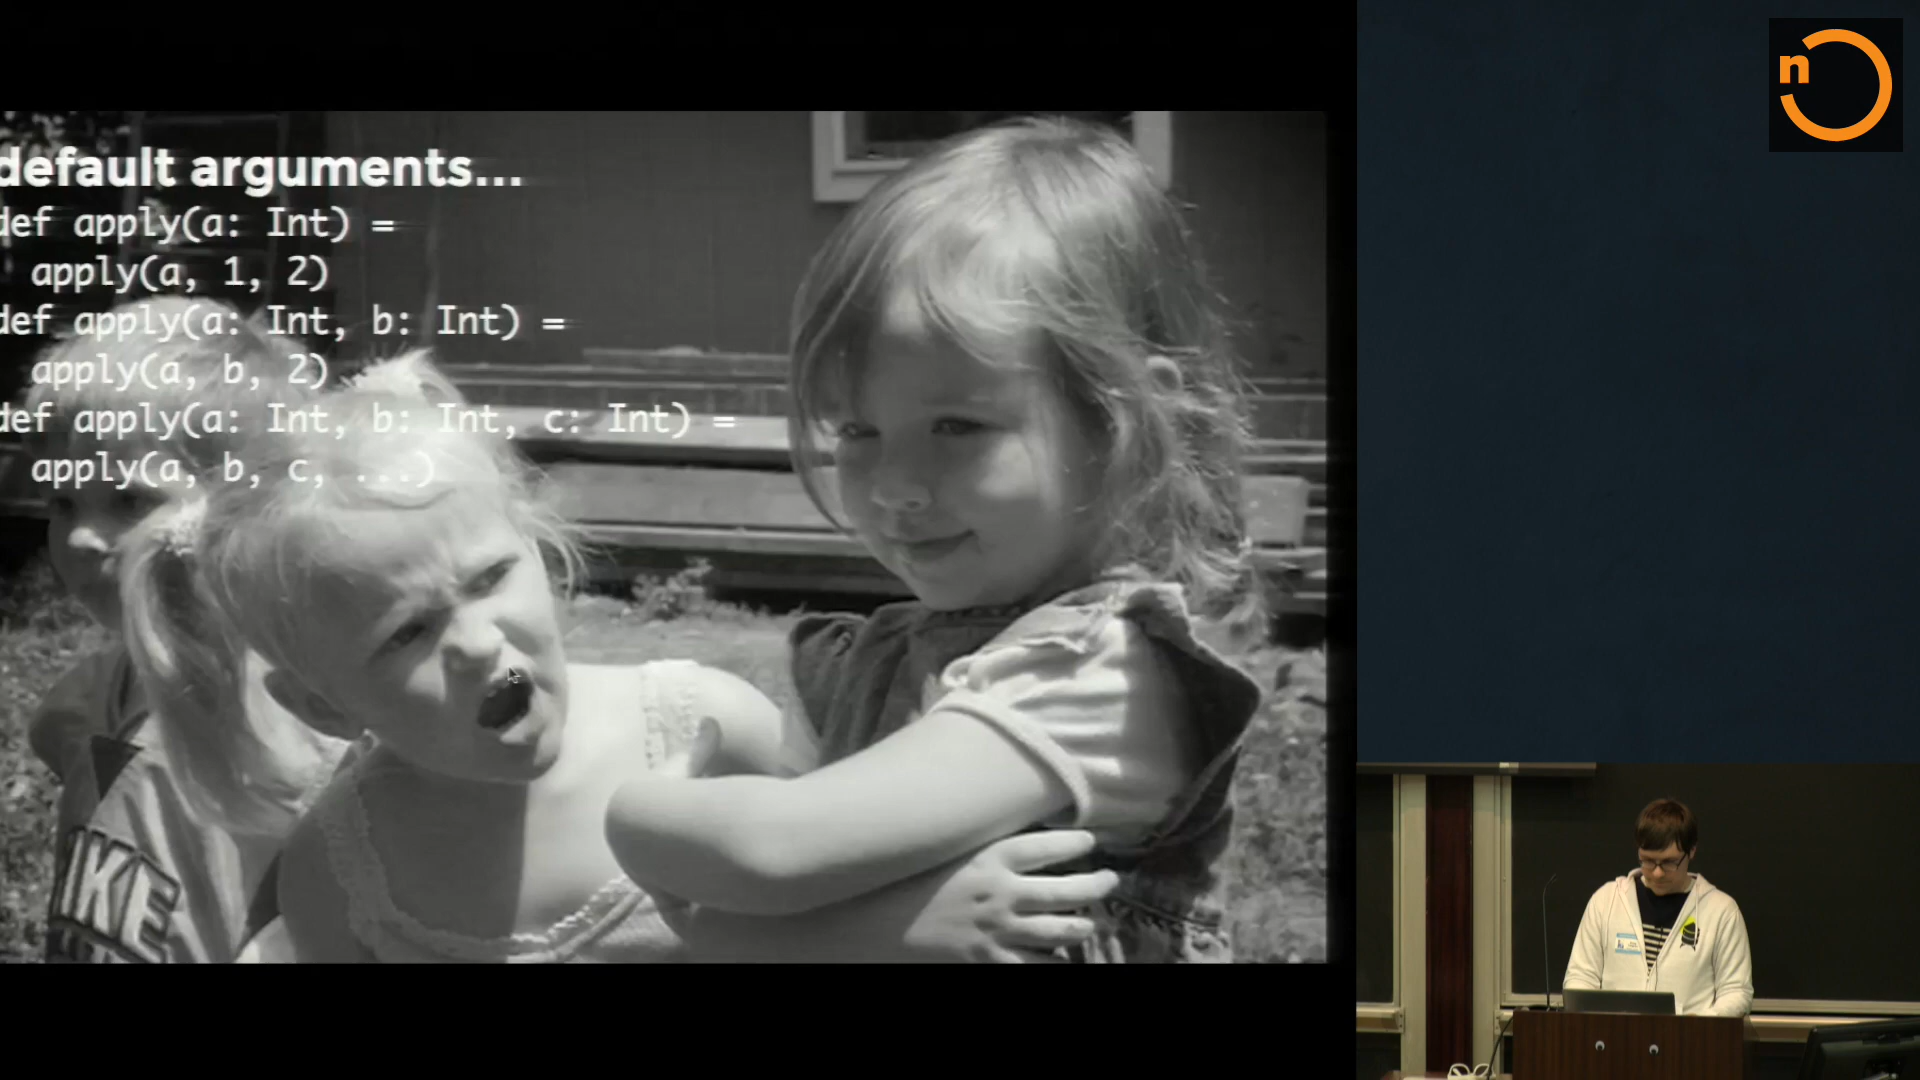 default arguments...
def apply(a: Int) =
apply(a, 1, 2)
def apply(a: Int, b: Int) =
apply(a, b, 2)
def apply(a: Int, b: Int, c: Int) =
apply(a, b, c, ...)
n
IKE